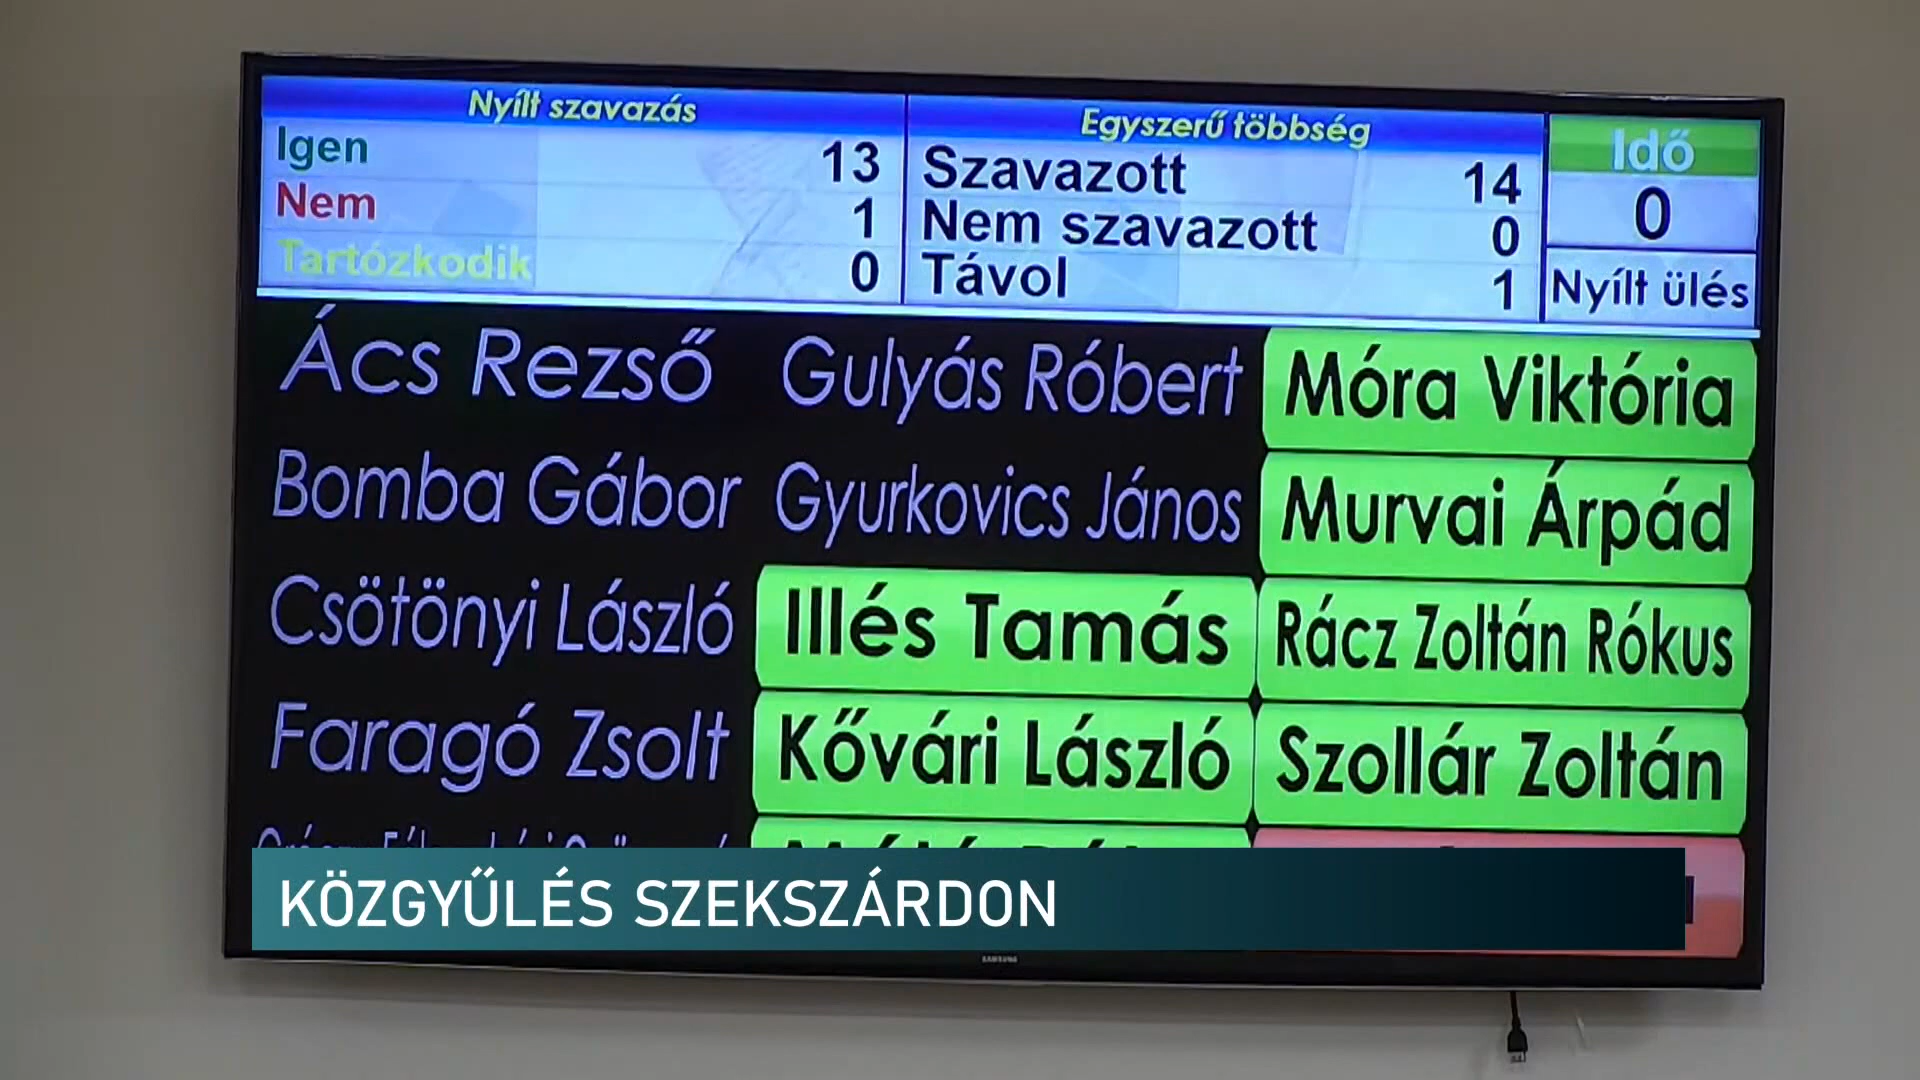 Nyílt szavazás
Igen 13
Nem 1
Tartózkodik 0
Egyszerű többség
Szavazott 14
Nem szavazott 0
Távol 1
Idő
0
Nyílt ülés
Ács Rezső Gulyás Róbert Móra Viktória
Bomba Gábor Gyurkovics János Murvai Árpád
Csötönyi László Illés Tamás Rácz Zoltán Rókus
Faragó Zsolt Kővári László Szollár Zoltán
KÖZGYŰLÉS SZEKSZÁRDON
SAMSUNG